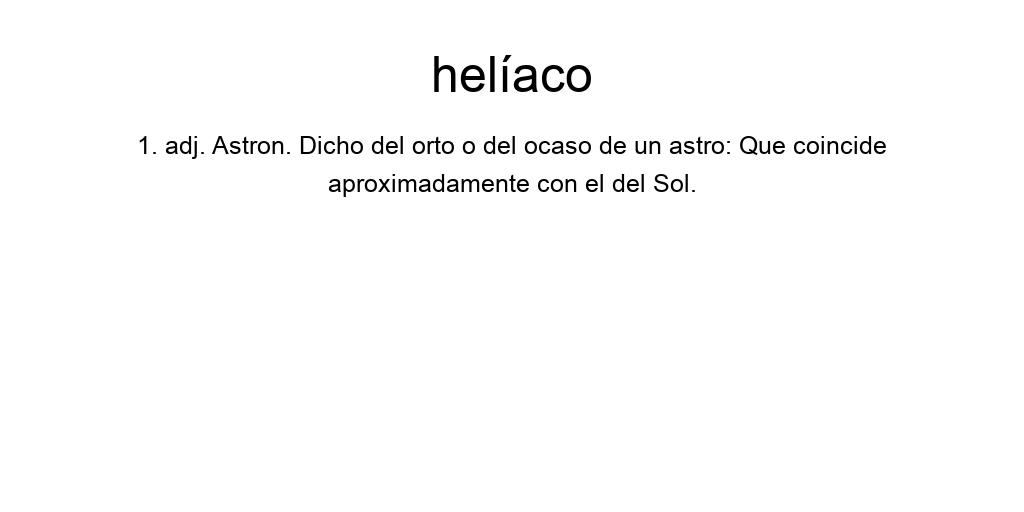 helíaco
1. adj. Astron. Dicho del orto o del ocaso de un astro: Que coincide
aproximadamente con el del Sol.